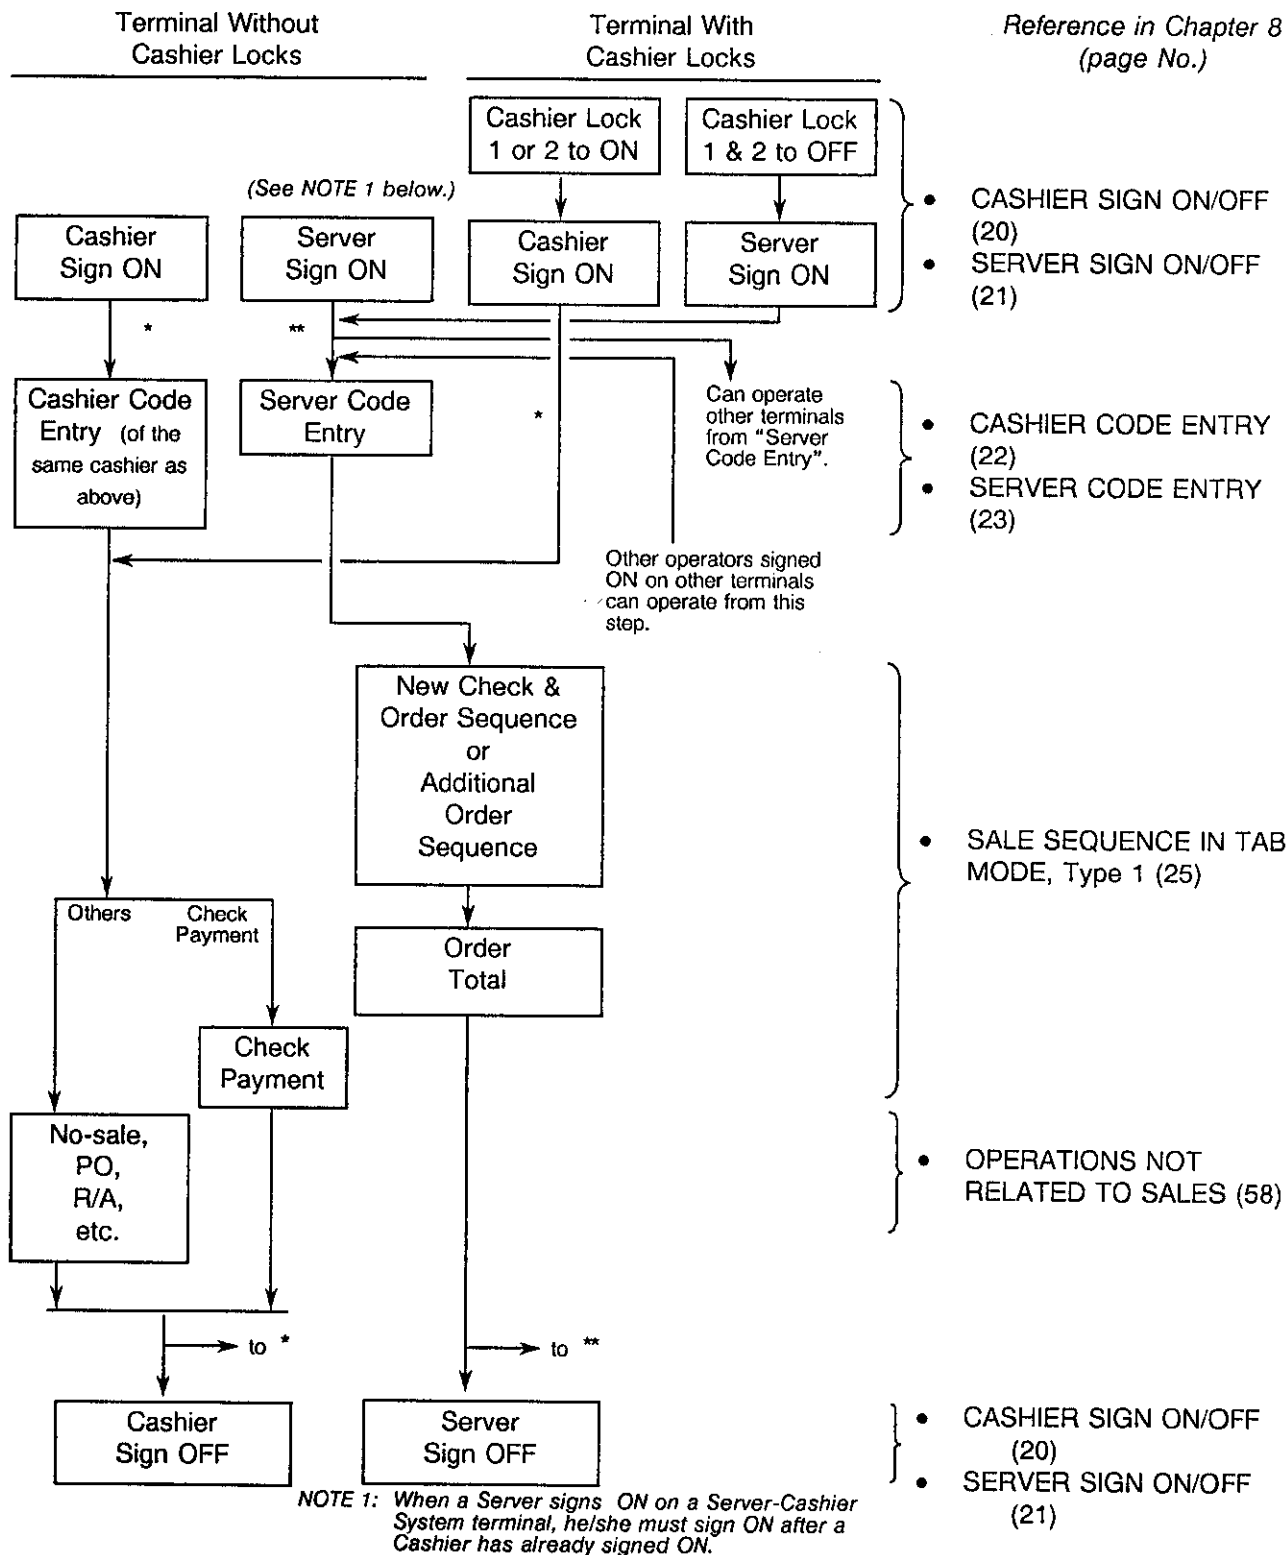 Terminal Without
Cashier Locks
Terminal With
Cashier Locks
Reference in Chapter 8
(page No.)
Cashier Lock
1 or 2 to ON
Cashier Lock
1 & 2 to OFF
(See NOTE 1 below.)
Cashier
Sign ON
Server
Sign ON
Cashier
Sign ON
Server
Sign ON
• CASHIER SIGN ON/OFF
(20)
• SERVER SIGN ON/OFF
(21)
*
**
Cashier Code
Entry (of the
same cashier as
above)
Server Code
Entry
*
Can operate
other terminals
from "Server
Code Entry".
• CASHIER CODE ENTRY
(22)
• SERVER CODE ENTRY
(23)
Other operators signed
ON on other terminals
can operate from this
step.
New Check &
Order Sequence
or
Additional
Order
Sequence
• SALE SEQUENCE IN TAB
MODE, Type 1 (25)
Others
Check
Payment
Order
Total
Check
Payment
No-sale,
PO,
R/A,
etc.
• OPERATIONS NOT
RELATED TO SALES (58)
to *
to **
Cashier
Sign OFF
Server
Sign OFF
• CASHIER SIGN ON/OFF
(20)
• SERVER SIGN ON/OFF
(21)
NOTE 1: When a Server signs ON on a Server-Cashier
System terminal, he/she must sign ON after a
Cashier has already signed ON.